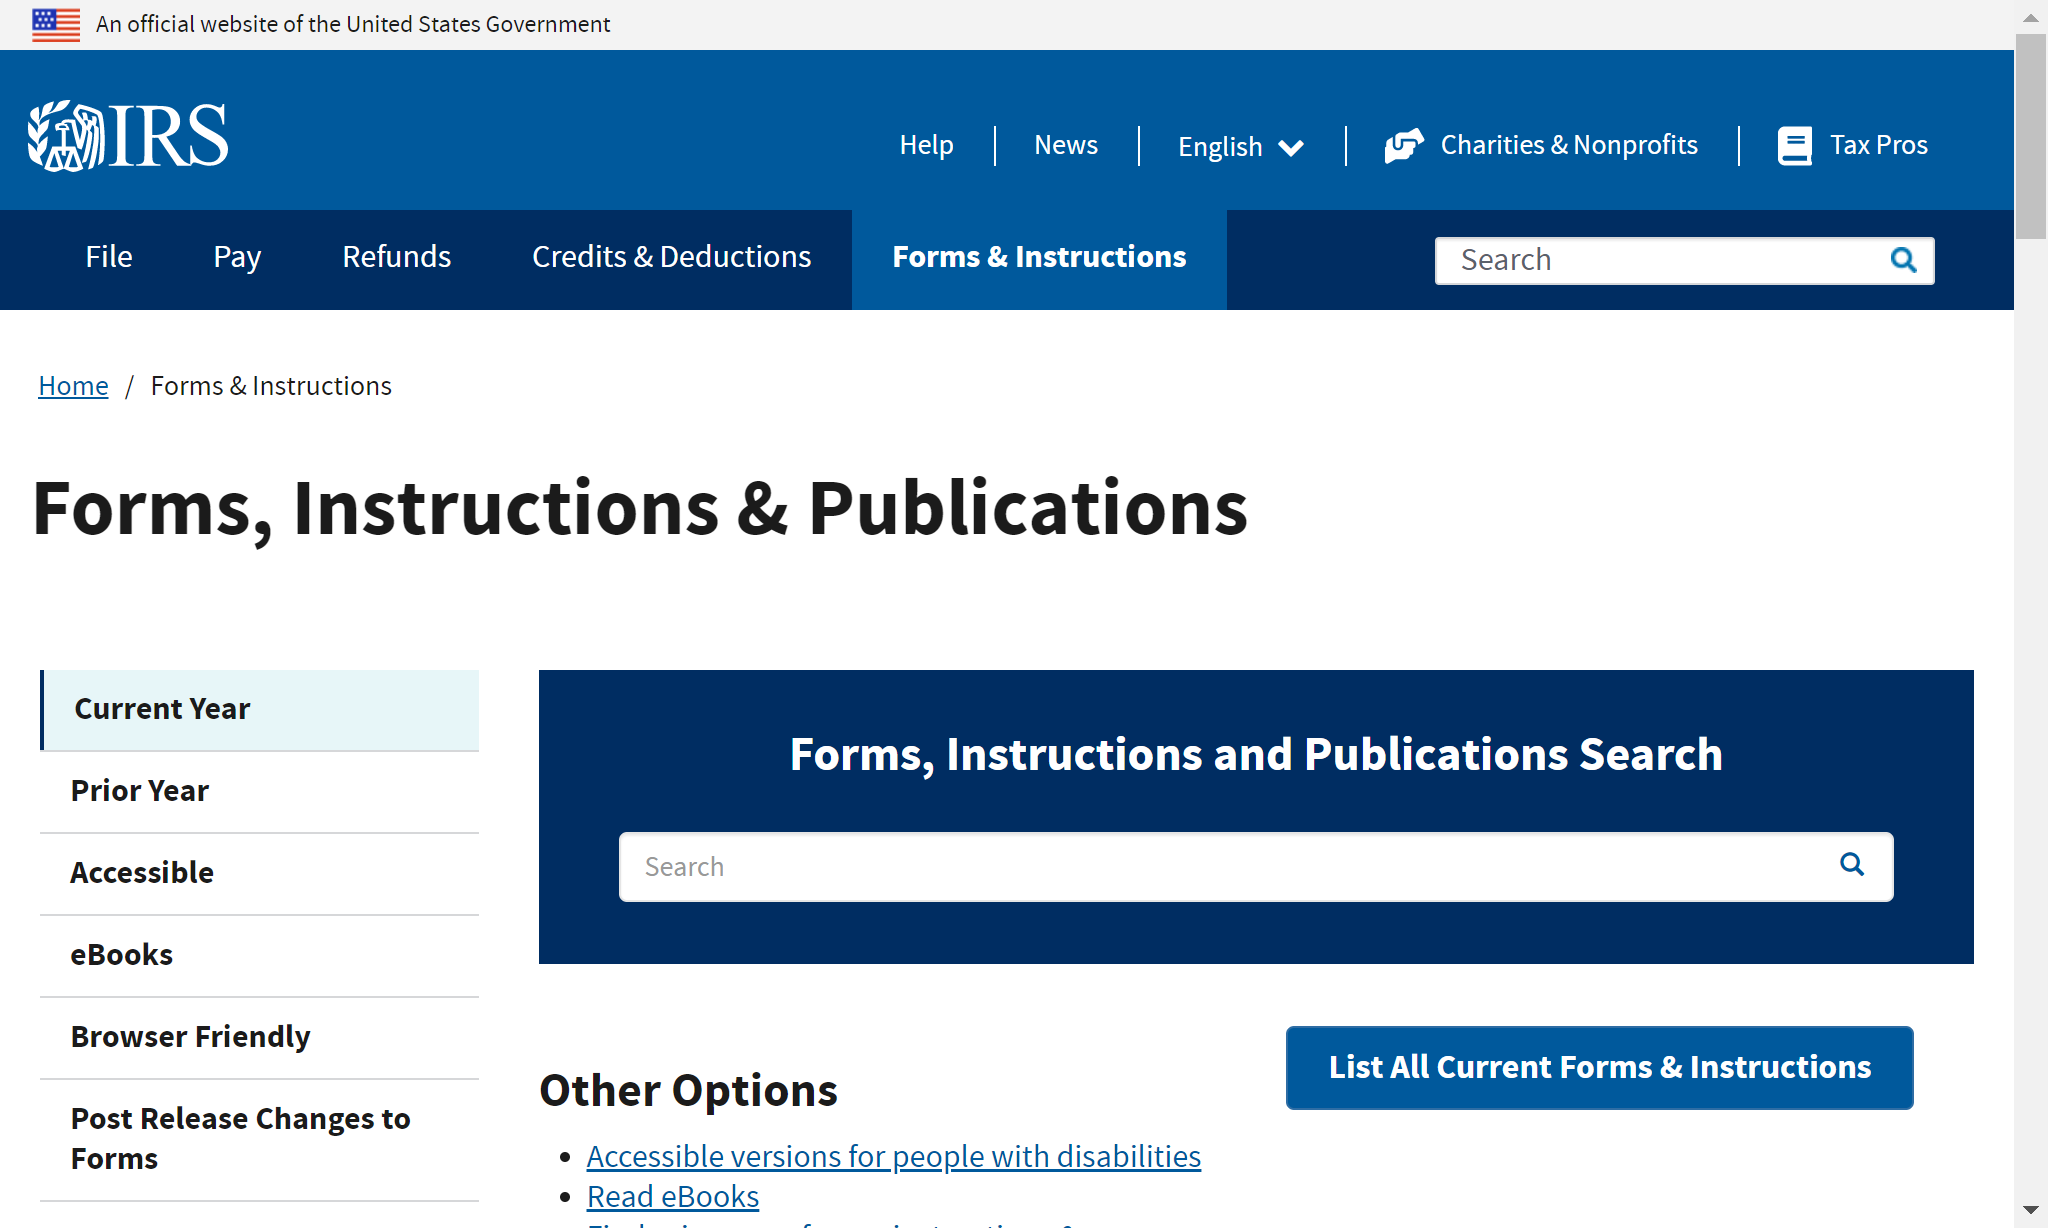 An official website of the United States Government
IRS
Help
News
English
Charities & Nonprofits
Tax Pros
File
Pay
Refunds
Credits & Deductions
Forms & Instructions
Search
Home / Forms & Instructions
Forms, Instructions & Publications
Current Year
Prior Year
Accessible
eBooks
Browser Friendly
Post Release Changes to
Forms
Forms, Instructions and Publications Search
Search
List All Current Forms & Instructions
Other Options
Accessible versions for people with disabilities
Read eBooks